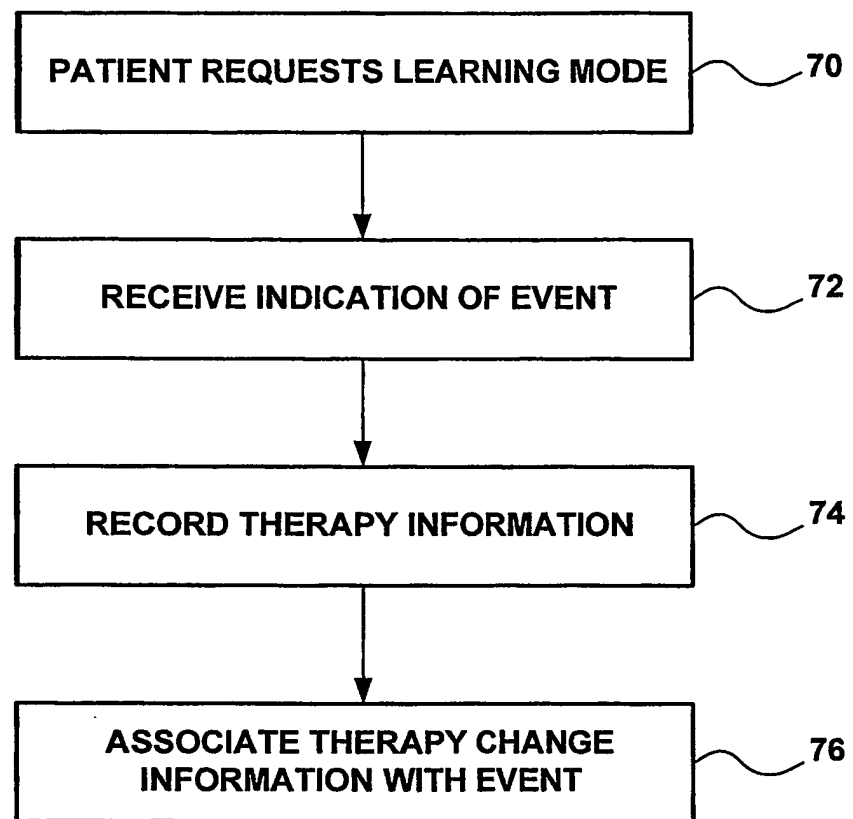 PATIENT REQUESTS LEARNING MODE
70
RECEIVE INDICATION OF EVENT
72
RECORD THERAPY INFORMATION
74
ASSOCIATE THERAPY CHANGE
INFORMATION WITH EVENT
76